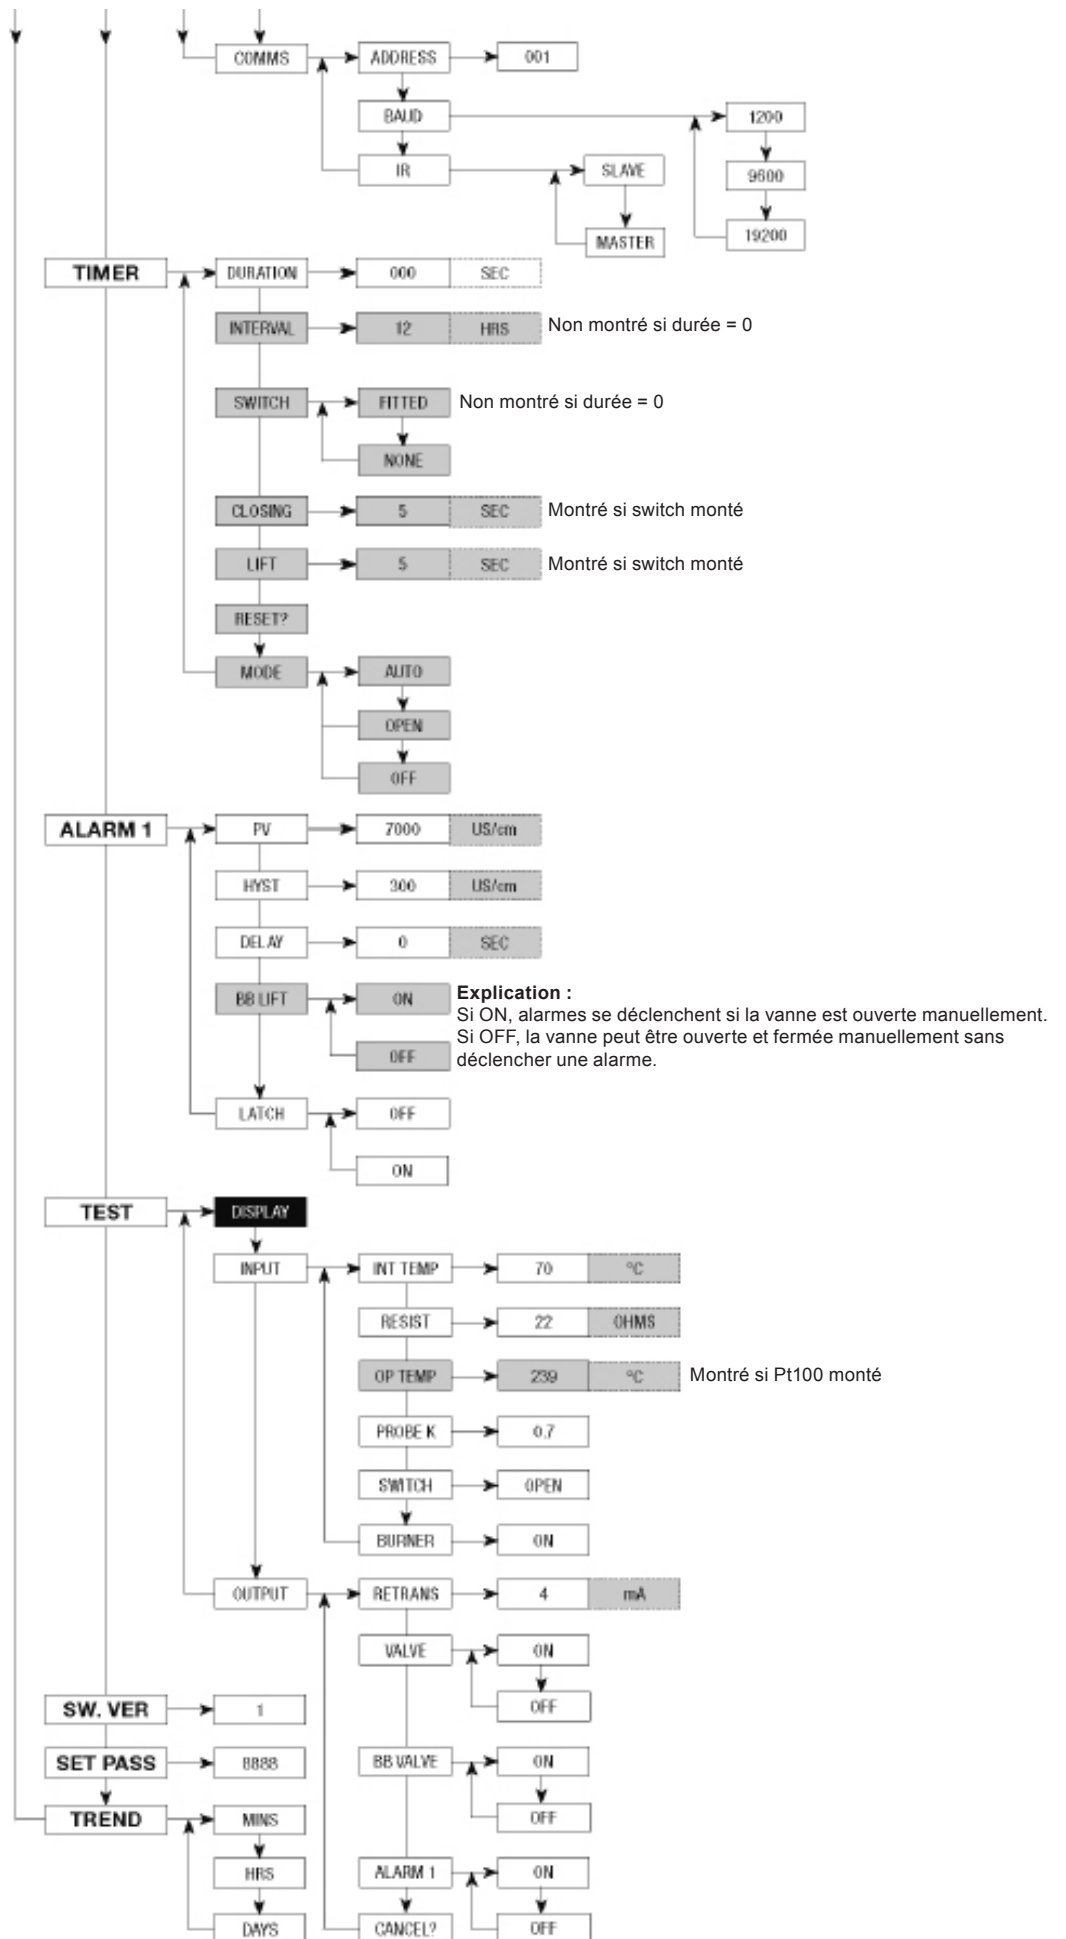 COMMS ADDRESS 001
BAUD 1200
IR SLAVE 9600
MASTER 19200
TIMER DURATION 000 SEC
INTERVAL 12 HRS Non montré si durée = 0
SWITCH FITTED Non montré si durée = 0
NONE
CLOSING 5 SEC Montré si switch monté
LIFT 5 SEC Montré si switch monté
RESET?
MODE AUTO
OPEN
OFF
ALARM 1 PV 7000 US/cm
HYST 300 US/cm
DELAY 0 SEC
BB LIFT ON Explication :
Si ON, alarmes se déclenchent si la vanne est ouverte manuellement.
Si OFF, la vanne peut être ouverte et fermée manuellement sans
OFF déclencher une alarme.
LATCH OFF
ON
TEST DISPLAY
INPUT INT TEMP 70 °C
RESIST 22 OHMS
OP TEMP 239 °C Montré si Pt100 monté
PROBE K 0.7
SWITCH OPEN
BURNER ON
OUTPUT RETRANS 4 mA
VALVE ON
SW. VER 1 OFF
SET PASS 8888 BB VALVE ON
TREND MINS OFF
HRS ALARM 1 ON
DAYS CANCEL? OFF